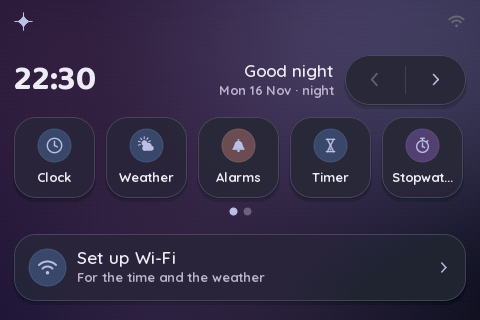 22:30
Good night
Mon 16 Nov · night
Clock
Weather
Alarms
Timer
Stopwat...
Set up Wi-Fi
For the time and the weather